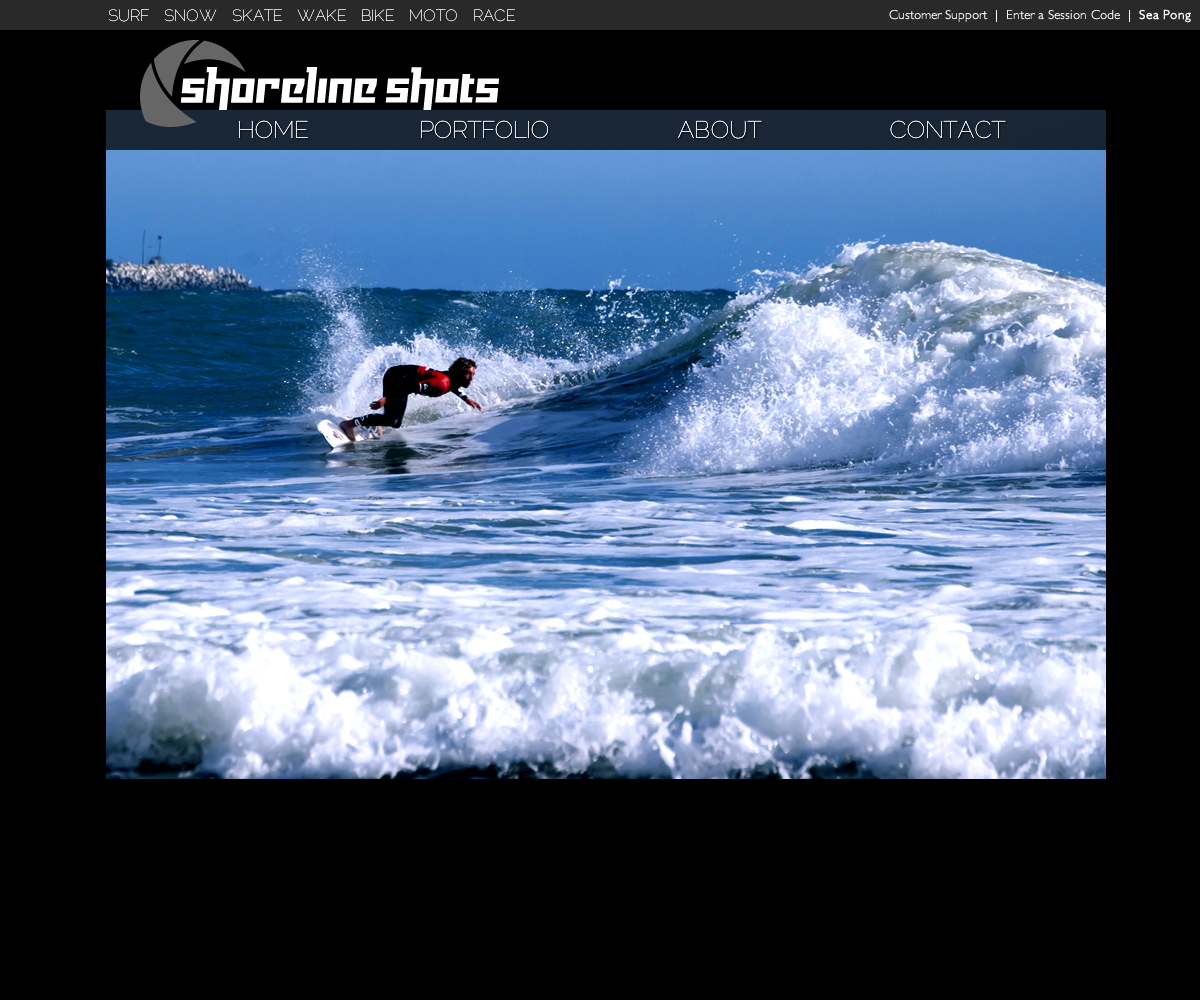 SURF SNOW SKATE WAKE BIKE MOTO RACE Customer Support | Enter a Session Code | Sea Pong
shoreline shots
HOME PORTFOLIO ABOUT CONTACT